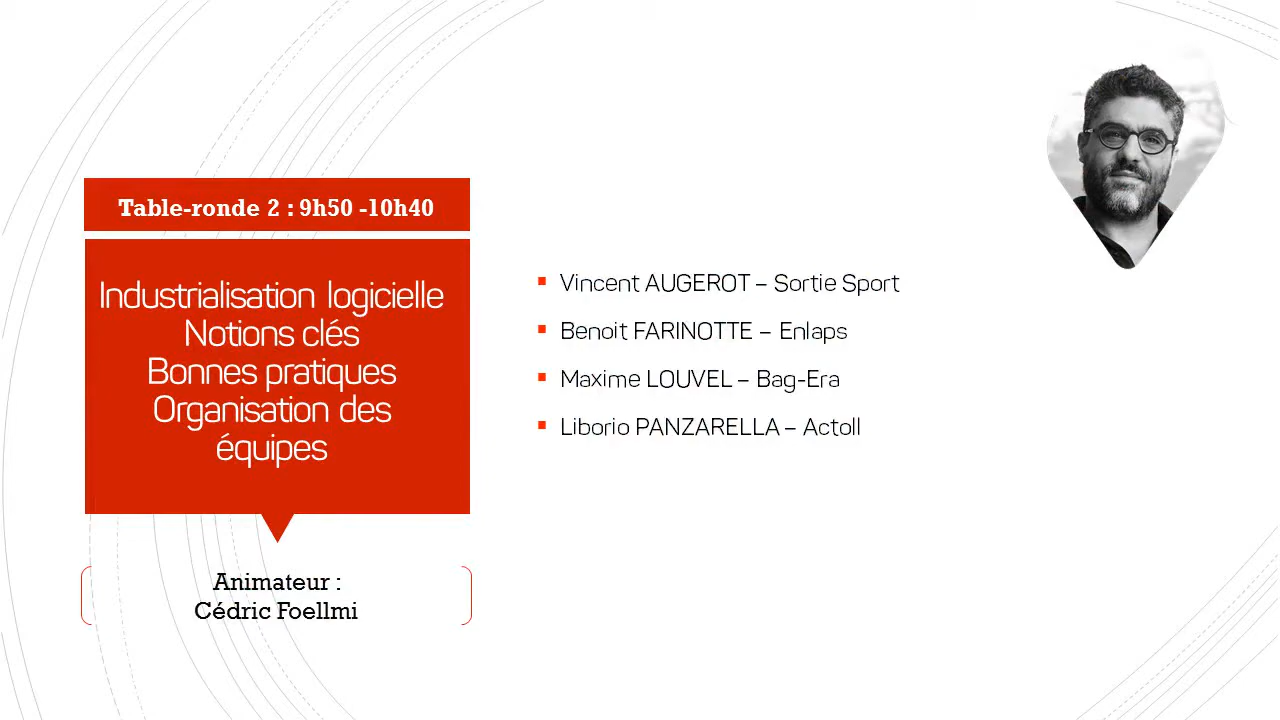 Table-ronde 2 : 9h50 -10h40
Industrialisation logicielle
Notions clés
Bonnes pratiques
Organisation des
équipes
Animateur :
Cédric Foellmi
Vincent AUGEROT – Sortie Sport
Benoit FARINOTTE – Enlaps
Maxime LOUVEL – Bag-Era
Liborio PANZARELLA – Actoll